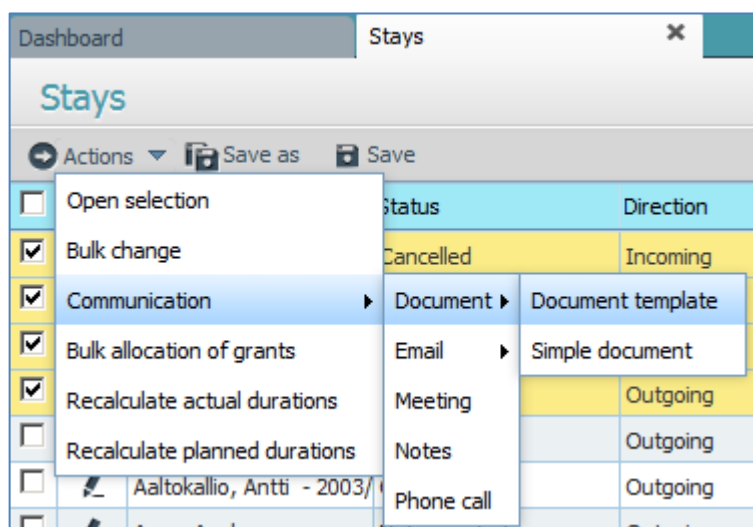 Dashboard Stays
Stays
Actions Save as Save
Open selection Status Direction
Bulk change Cancelled Incoming
Communication Document Document template
Bulk allocation of grants Email Simple document
Recalculate actual durations Meeting Outgoing
Recalculate planned durations Notes Outgoing
Aaltokallio, Antti - 2003/ Phone call Outgoing